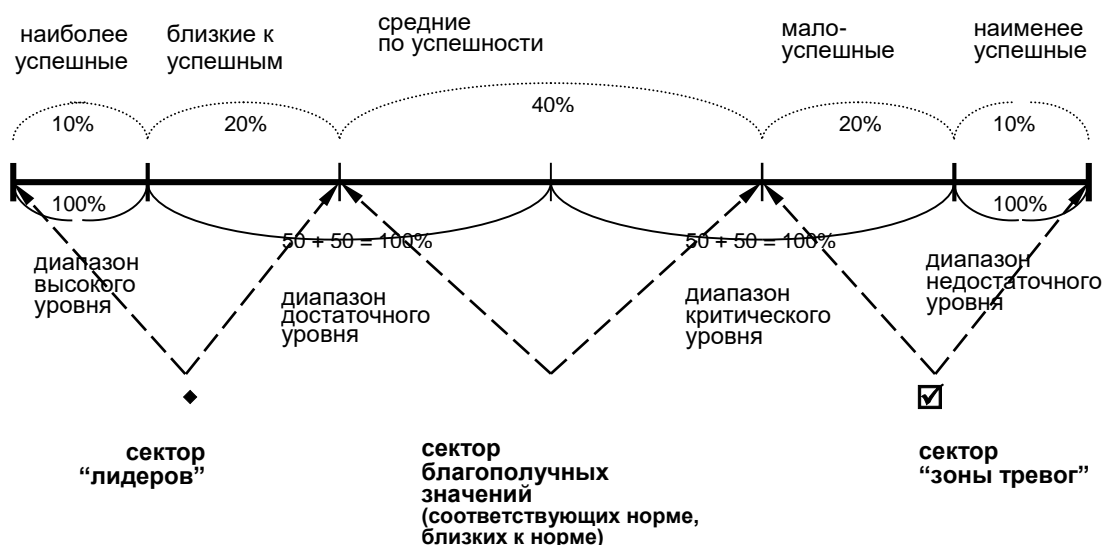 наиболее
успешные
близкие к
успешным
средние
по успешности
мало-
успешные
наименее
успешные
10%
20%
40%
20%
10%
100%
50 + 50 = 100%
50 + 50 = 100%
100%
диапазон
высокого
уровня
диапазон
достаточного
уровня
диапазон
критического
уровня
диапазон
недостаточного
уровня
сектор
“лидеров”
сектор
благополучных
значений
(соответствующих норме,
близких к норме)
сектор
“зоны тревог”